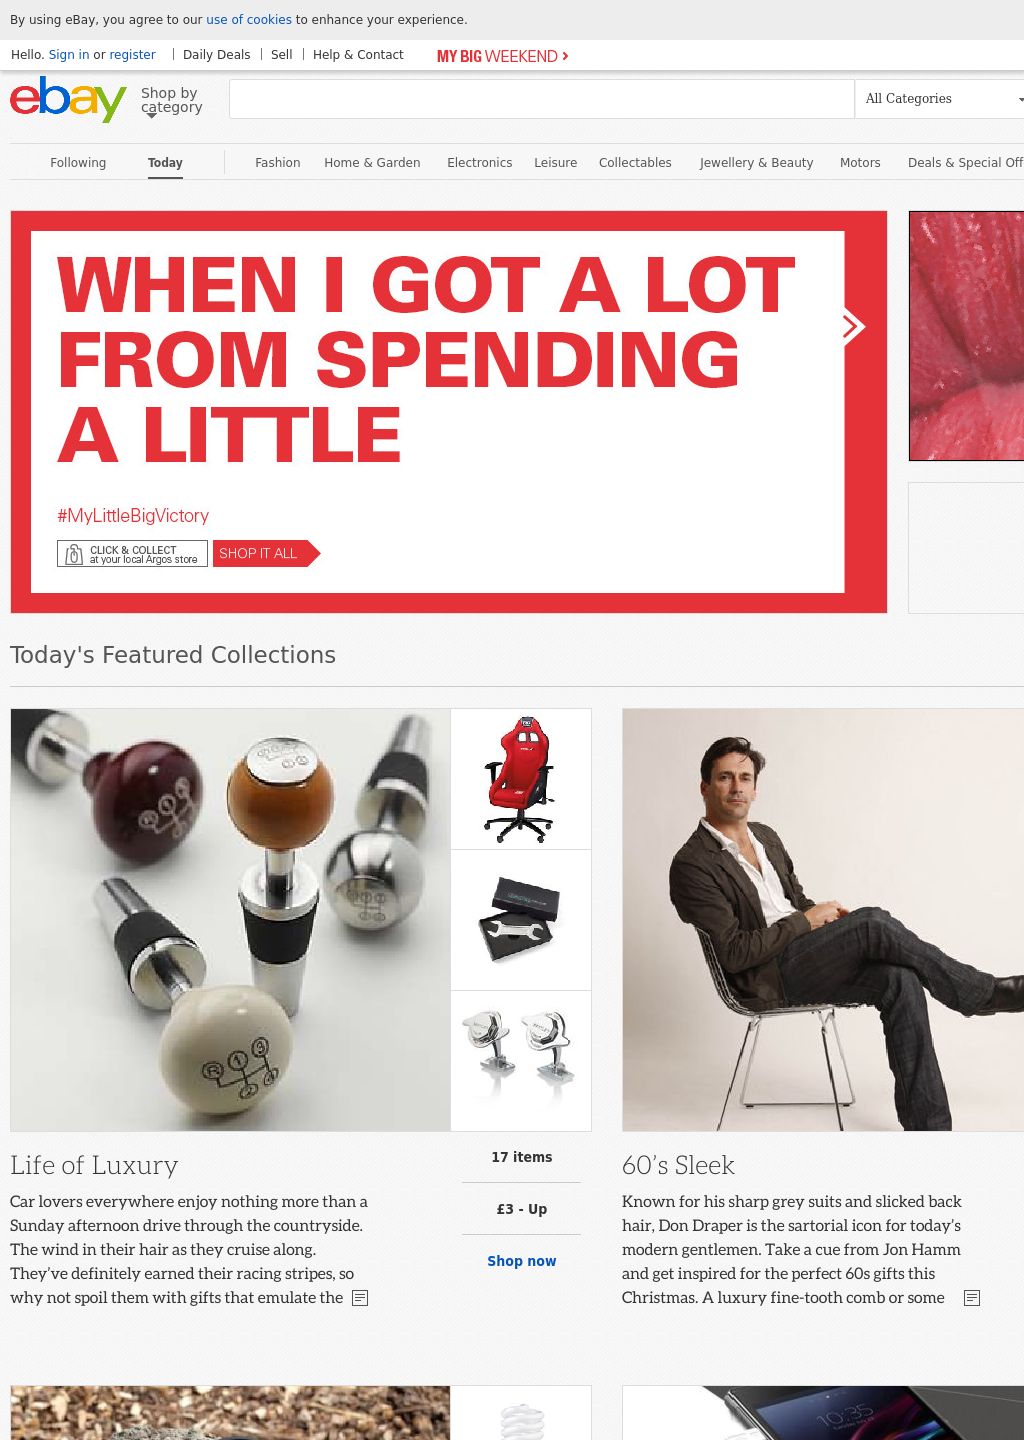 By using eBay, you agree to our use of cookies to enhance your experience.
Hello. Sign in or register | Daily Deals | Sell | Help & Contact MY BIG WEEKEND
ebay
Shop by
category
All Categories
Following Today Fashion Home & Garden Electronics Leisure Collectables Jewellery & Beauty Motors Deals & Special Off
WHEN I GOT A LOT
FROM SPENDING
A LITTLE
#MyLittleBigVictory
CLICK & COLLECT
at your local Argos store
SHOP IT ALL
Today's Featured Collections
R 1 3
2 4
Life of Luxury
Car lovers everywhere enjoy nothing more than a
Sunday afternoon drive through the countryside.
The wind in their hair as they cruise along.
They’ve definitely earned their racing stripes, so
why not spoil them with gifts that emulate the
17 items
£3 - Up
Shop now
60’s Sleek
Known for his sharp grey suits and slicked back
hair, Don Draper is the sartorial icon for today’s
modern gentlemen. Take a cue from Jon Hamm
and get inspired for the perfect 60s gifts this
Christmas. A luxury fine-tooth comb or some
10:35